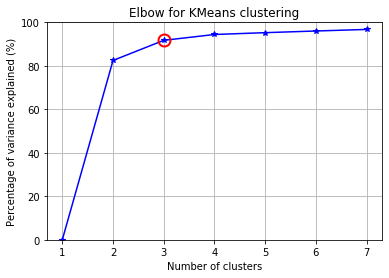 Elbow for KMeans clustering
Percentage of variance explained (%)
100
80
60
40
20
0
1 2 3 4 5 6 7
Number of clusters